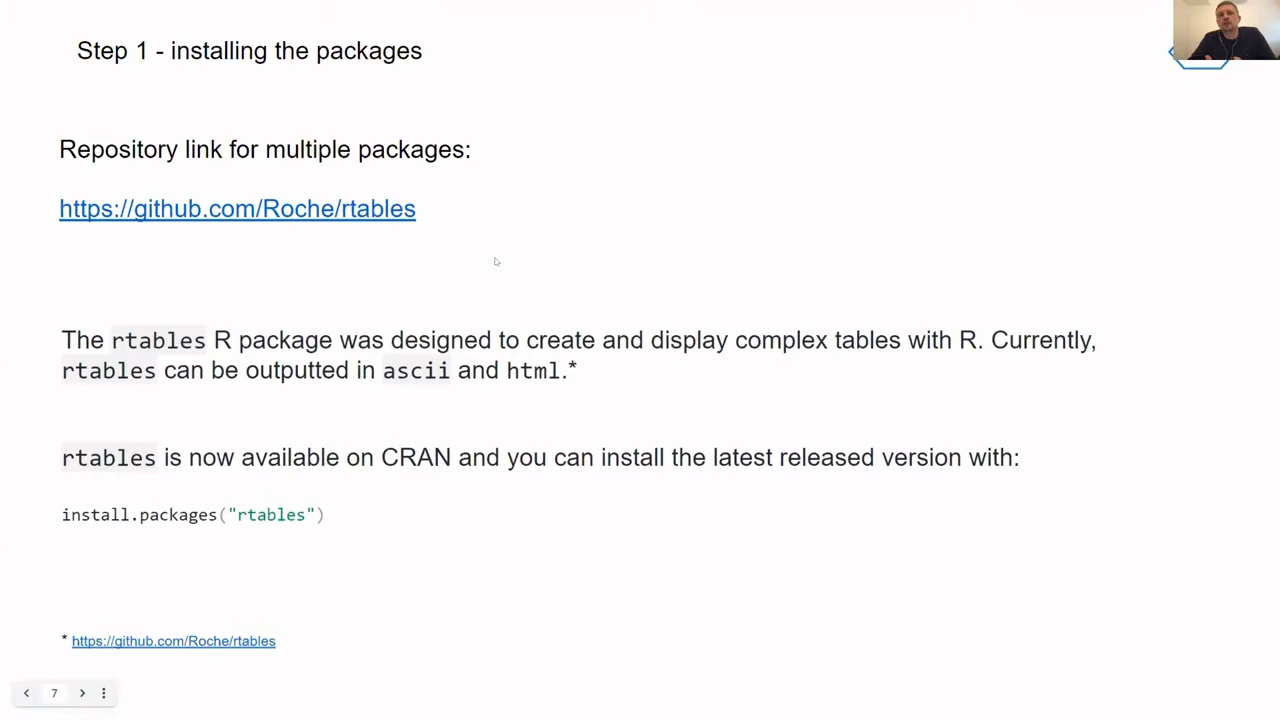 Step 1 - installing the packages
Repository link for multiple packages:
https://github.com/Roche/rtables
The rtables R package was designed to create and display complex tables with R. Currently,
rtables can be outputted in ascii and html.*
rtables is now available on CRAN and you can install the latest released version with:
install.packages("rtables")
* https://github.com/Roche/rtables
7